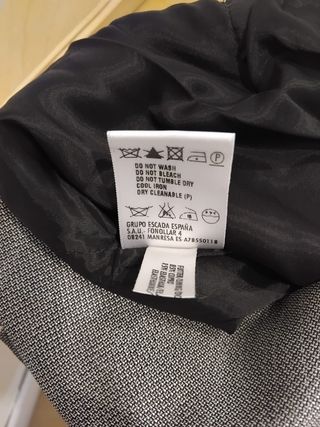 P
DO NOT WASH
DO NOT BLEACH
DO NOT TUMBLE DRY
COOL IRON
DRY CLEANABLE (P)
GRUPO ESCADA ESPAÑA
S.A.U. FONOLLAR 4
08241 MANRESA ES A78550118